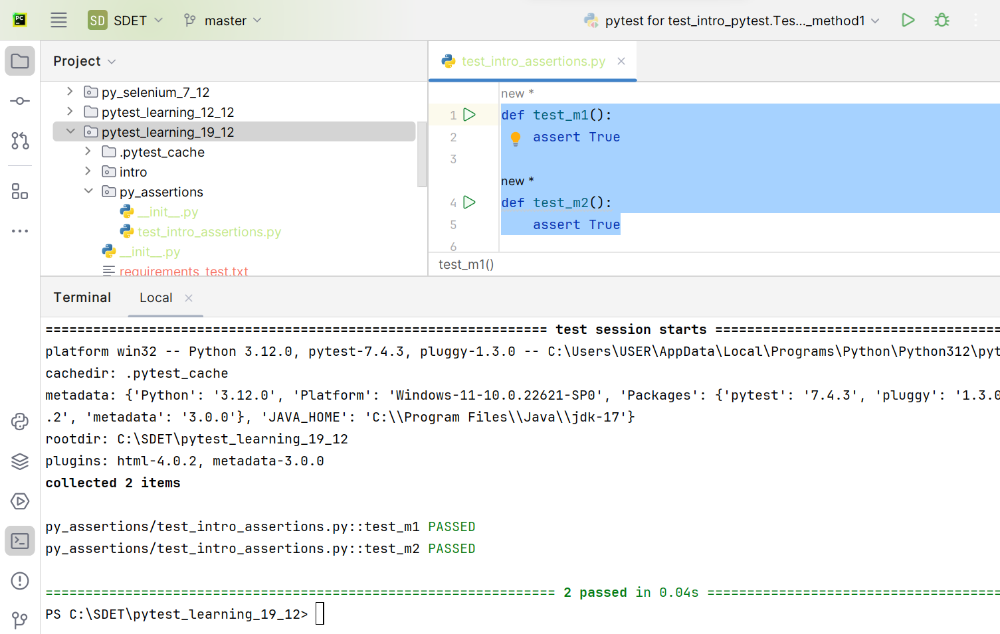 PC SD SDET master pytest for test_intro_pytest.Tes..._method1
Project
test_intro_assertions.py
py_selenium_7_12
pytest_learning_12_12
pytest_learning_19_12
.pytest_cache
intro
py_assertions
__init__.py
test_intro_assertions.py
__init__.py
requirements_test.txt
new *
1 def test_m1():
2 assert True
3
new *
4 def test_m2():
5 assert True
6
test_m1()
Terminal Local
=============================================================== test session starts ====================================
platform win32 -- Python 3.12.0, pytest-7.4.3, pluggy-1.3.0 -- C:\Users\USER\AppData\Local\Programs\Python\Python312\pyt
cachedir: .pytest_cache
metadata: {'Python': '3.12.0', 'Platform': 'Windows-11-10.0.22621-SP0', 'Packages': {'pytest': '7.4.3', 'pluggy': '1.3.0
.2', 'metadata': '3.0.0'}, 'JAVA_HOME': 'C:\\Program Files\\Java\\jdk-17'}
rootdir: C:\SDET\pytest_learning_19_12
plugins: html-4.0.2, metadata-3.0.0
collected 2 items
py_assertions/test_intro_assertions.py::test_m1 PASSED
py_assertions/test_intro_assertions.py::test_m2 PASSED
================================================================ 2 passed in 0.04s =====================================
PS C:\SDET\pytest_learning_19_12>